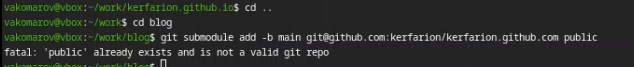 vakomarov@vbox:~/work/kerfarion.github.io$ cd ..
vakomarov@vbox:~/work$ cd blog
vakomarov@vbox:~/work/blog$ git submodule add -b main git@github.com:kerfarion/kerfarion.github.com public
fatal: 'public' already exists and is not a valid git repo
vakomarov@vbox:~/work/blog$